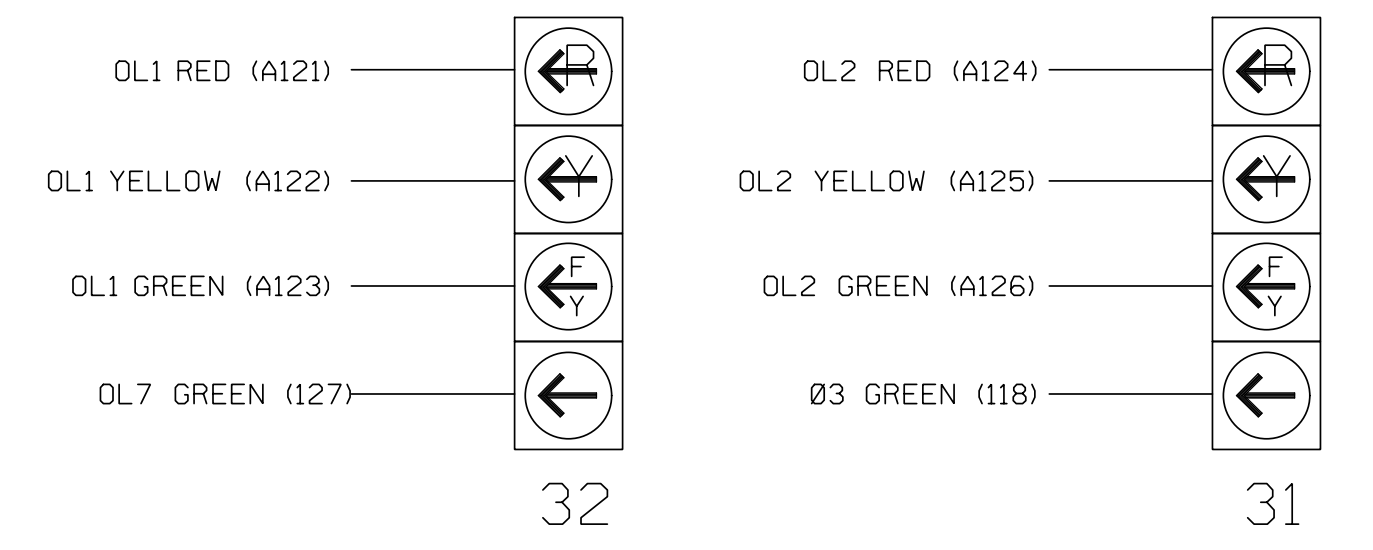 OL1 RED (A121)
R
OL1 YELLOW (A122)
Y
OL1 GREEN (A123)
F
Y
OL7 GREEN (127)
32
OL2 RED (A124)
R
OL2 YELLOW (A125)
Y
OL2 GREEN (A126)
F
Y
Ø3 GREEN (118)
31